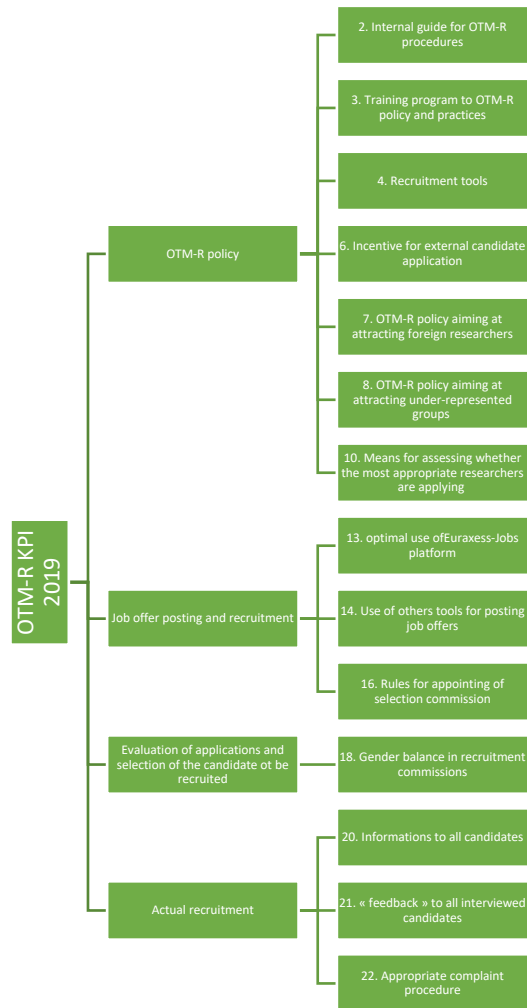 OTM-R KPI
2019
OTM-R policy
2. Internal guide for OTM-R
procedures
3. Training program to OTM-R
policy and practices
4. Recruitment tools
6. Incentive for external candidate
application
7. OTM-R policy aiming at
attracting foreign researchers
8. OTM-R policy aiming at
attracting under-represented
groups
10. Means for assessing whether
the most appropriate researchers
are applying
Job offer posting and recruitment
13. optimal use ofEuraxess-Jobs
platform
14. Use of others tools for posting
job offers
16. Rules for appointing of
selection commission
Evaluation of applications and
selection of the candidate ot be
recruited
18. Gender balance in recruitment
commissions
Actual recruitment
20. Informations to all candidates
21. « feedback » to all interviewed
candidates
22. Appropriate complaint
procedure